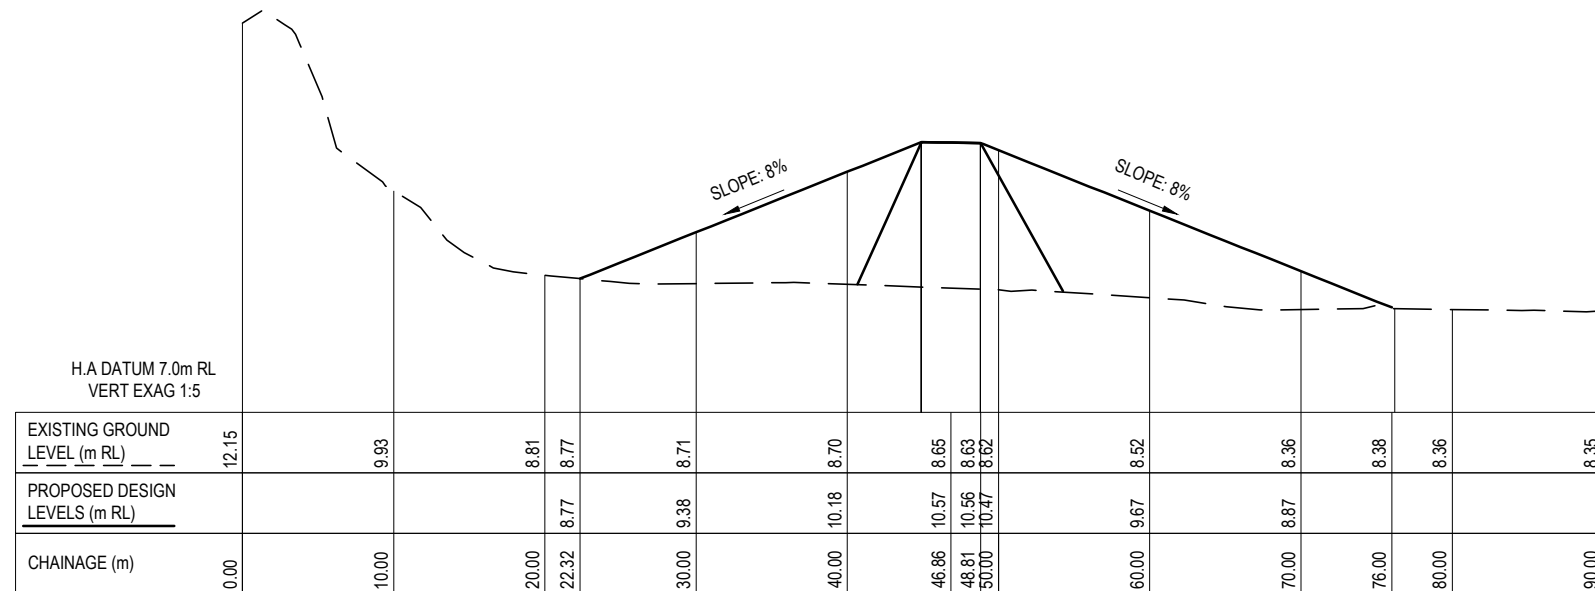 SLOPE: 8%
SLOPE: 8%
H.A DATUM 7.0m RL
VERT EXAG 1:5
EXISTING GROUND
LEVEL (m RL)
12.15 9.93 8.81 8.77 8.71 8.70 8.65 8.63 8.62 8.52 8.36 8.38 8.36 8.35
PROPOSED DESIGN
LEVELS (m RL)
8.77 9.38 10.18 10.57 10.56 10.47 9.67 8.87
CHAINAGE (m)
0.00 10.00 20.00 22.32 30.00 40.00 46.86 48.81 50.00 60.00 70.00 76.00 80.00 90.00